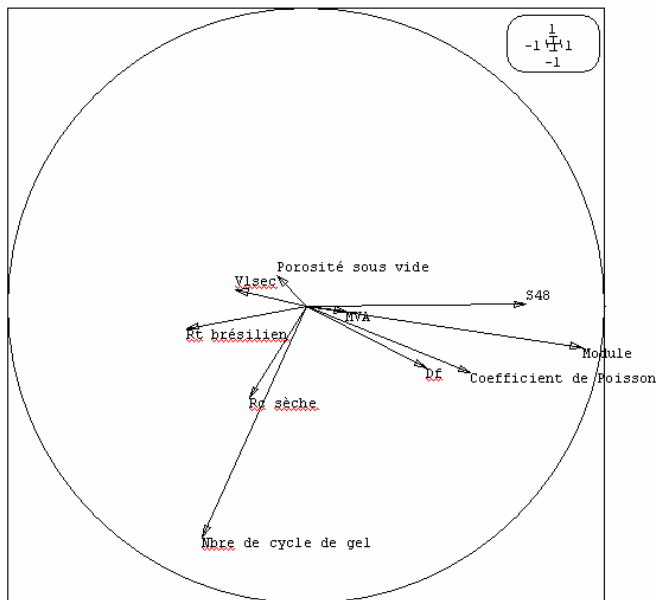 1
-1 1
-1
Porosité sous vide
Vlsec
S48
MVA
Rt brésilien
Module
Df
Coefficient de Poisson
Rc sèche
Nbre de cycle de gel